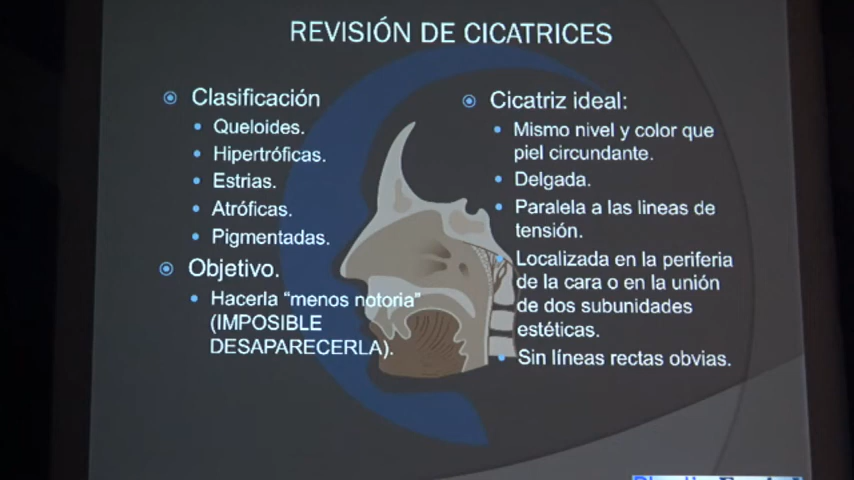 REVISIÓN DE CICATRICES
Clasificación
Queloides.
Hipertróficas.
Estrias.
Atróficas.
Pigmentadas.
Objetivo.
Hacerla “menos notoria”
(IMPOSIBLE
DESAPARECERLA).
Cicatriz ideal:
Mismo nivel y color que
piel circundante.
Delgada.
Paralela a las lineas de
tensión.
Localizada en la periferia
de la cara o en la unión
de dos subunidades
estéticas.
Sin líneas rectas obvias.